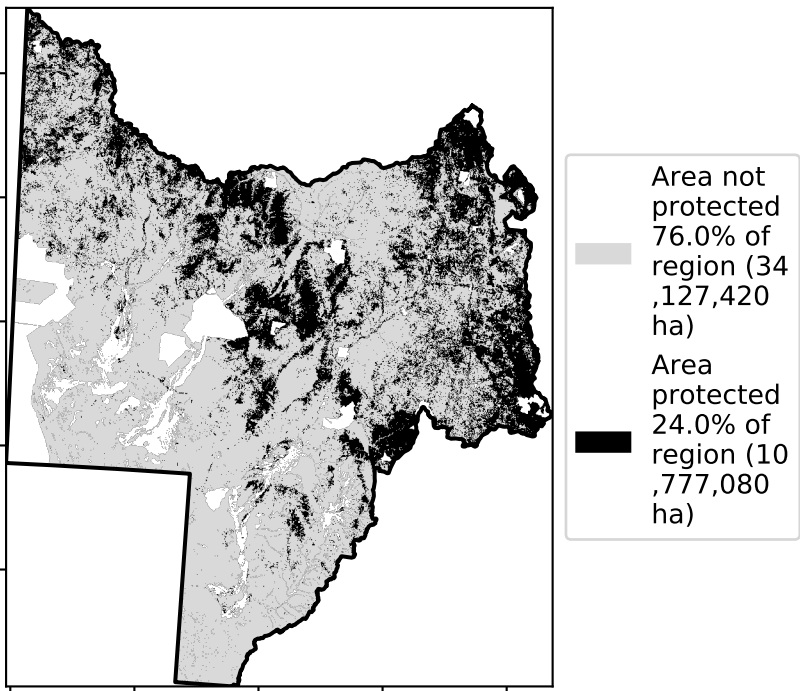 Area not
protected
76.0% of
region (34
,127,420
ha)
Area
protected
24.0% of
region (10
,777,080
ha)